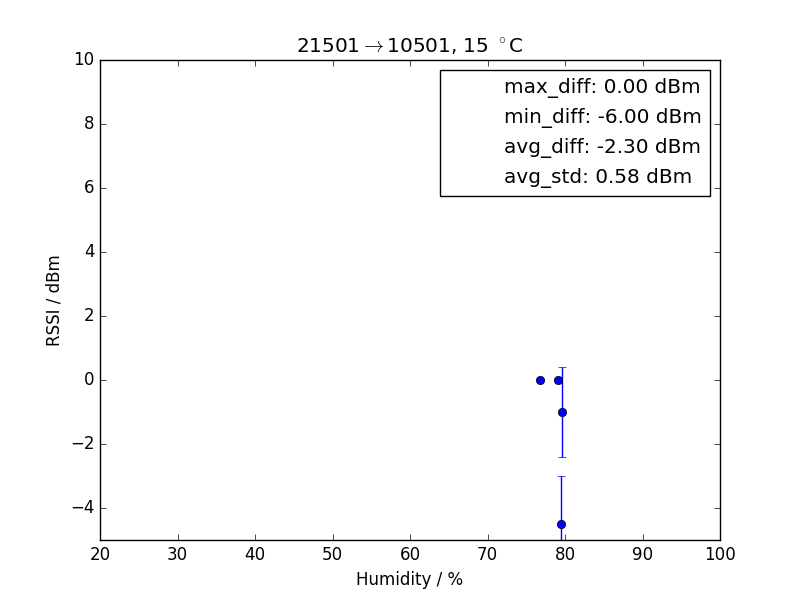 21501→10501, 15 °C
max_diff: 0.00 dBm
min_diff: -6.00 dBm
avg_diff: -2.30 dBm
avg_std: 0.58 dBm
RSSI / dBm
10
8
6
4
2
0
−2
−4
20 30 40 50 60 70 80 90 100
Humidity / %